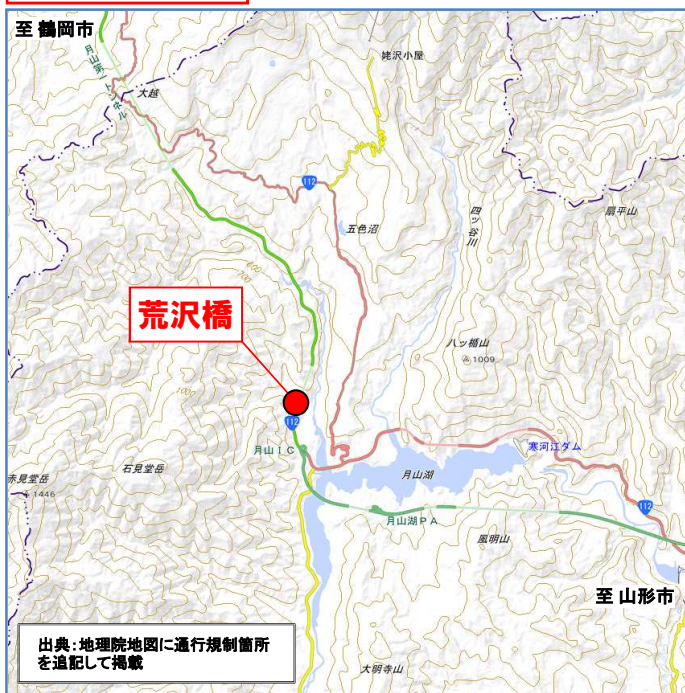 至 鶴岡市
月山第一トンネル
大越
姥沢小屋
112
五色沼
四ツ谷川
扇平山
600
700
荒沢橋
八ッ楯山
1009
1000
112
月山IC
石見堂岳
赤見堂岳
1446
月山湖
寒河江ダム
112
月山湖PA
風明山
至 山形市
大明寺山
出典：地理院地図に通行規制箇所
を追記して掲載